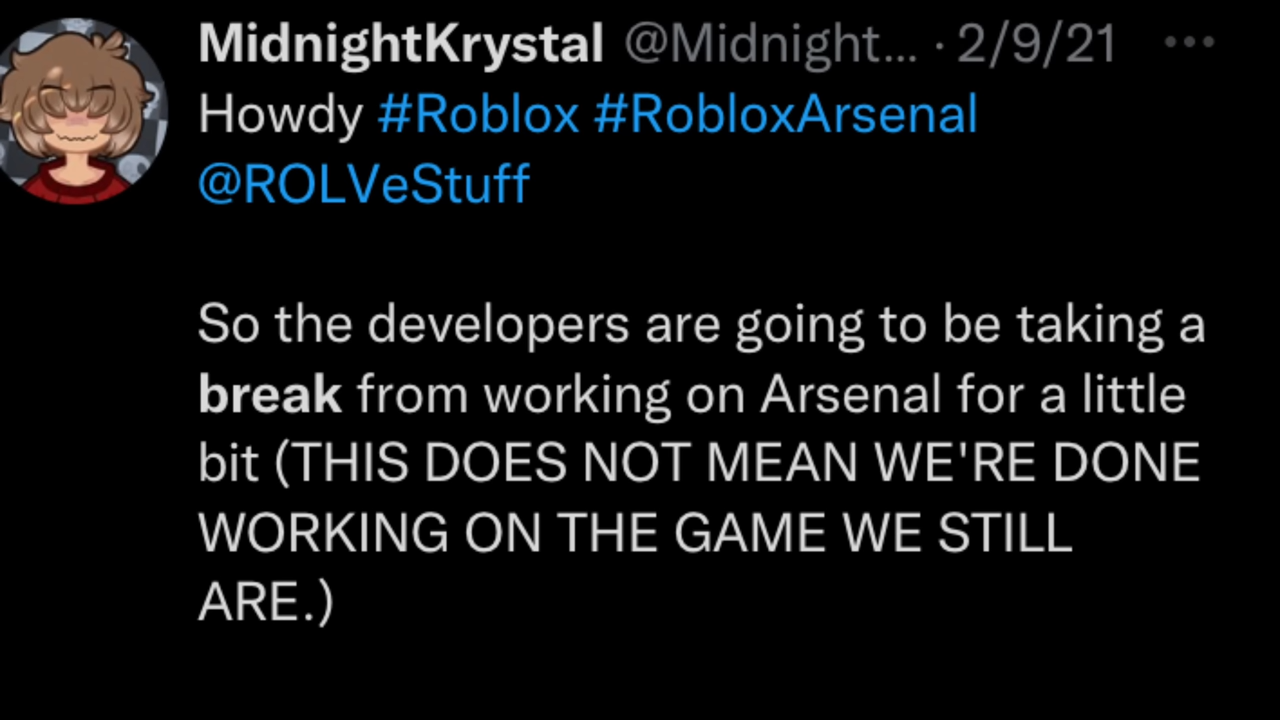 MidnightKrystal @Midnight... · 2/9/21
Howdy #Roblox #RobloxArsenal
@ROLVeStuff
So the developers are going to be taking a
break from working on Arsenal for a little
bit (THIS DOES NOT MEAN WE'RE DONE
WORKING ON THE GAME WE STILL
ARE.)